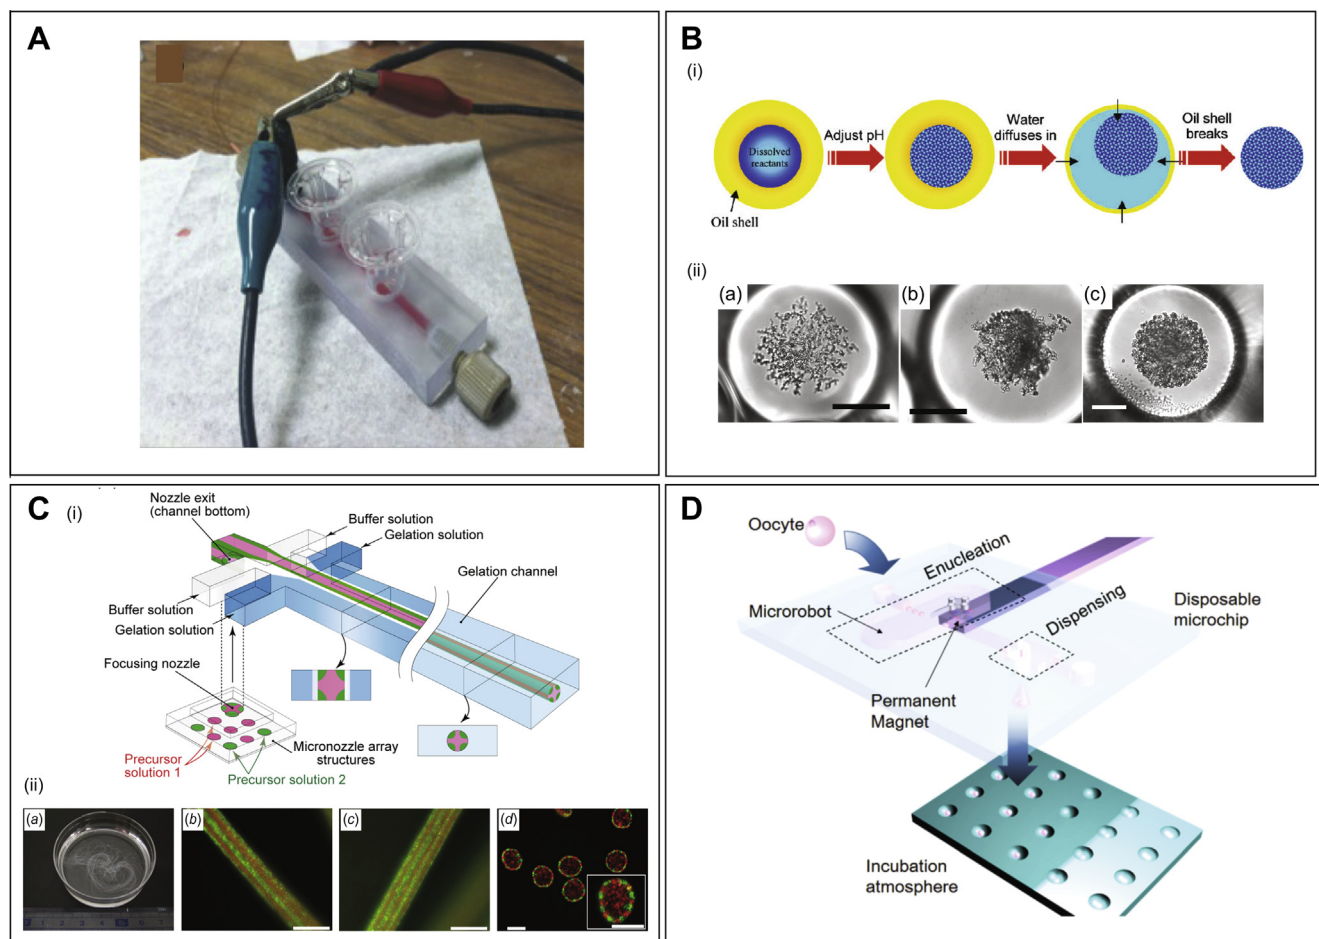 A
B
(i)
Dissolved
reactants
Adjust pH
Water
diffuses in
Oil shell
breaks
Oil shell
(ii)
(a)
(b)
(c)
C
(i)
Nozzle exit
(channel bottom)
Buffer solution
Gelation solution
Gelation channel
Buffer solution
Gelation solution
Focusing nozzle
Precursor
solution 1
Micronozzle array
structures
Precursor solution 2
(ii)
(a)
(b)
(c)
(d)
D
Oocyte
Enucleation
Microrobot
Dispensing
Disposable
microchip
Permanent
Magnet
Incubation
atmosphere